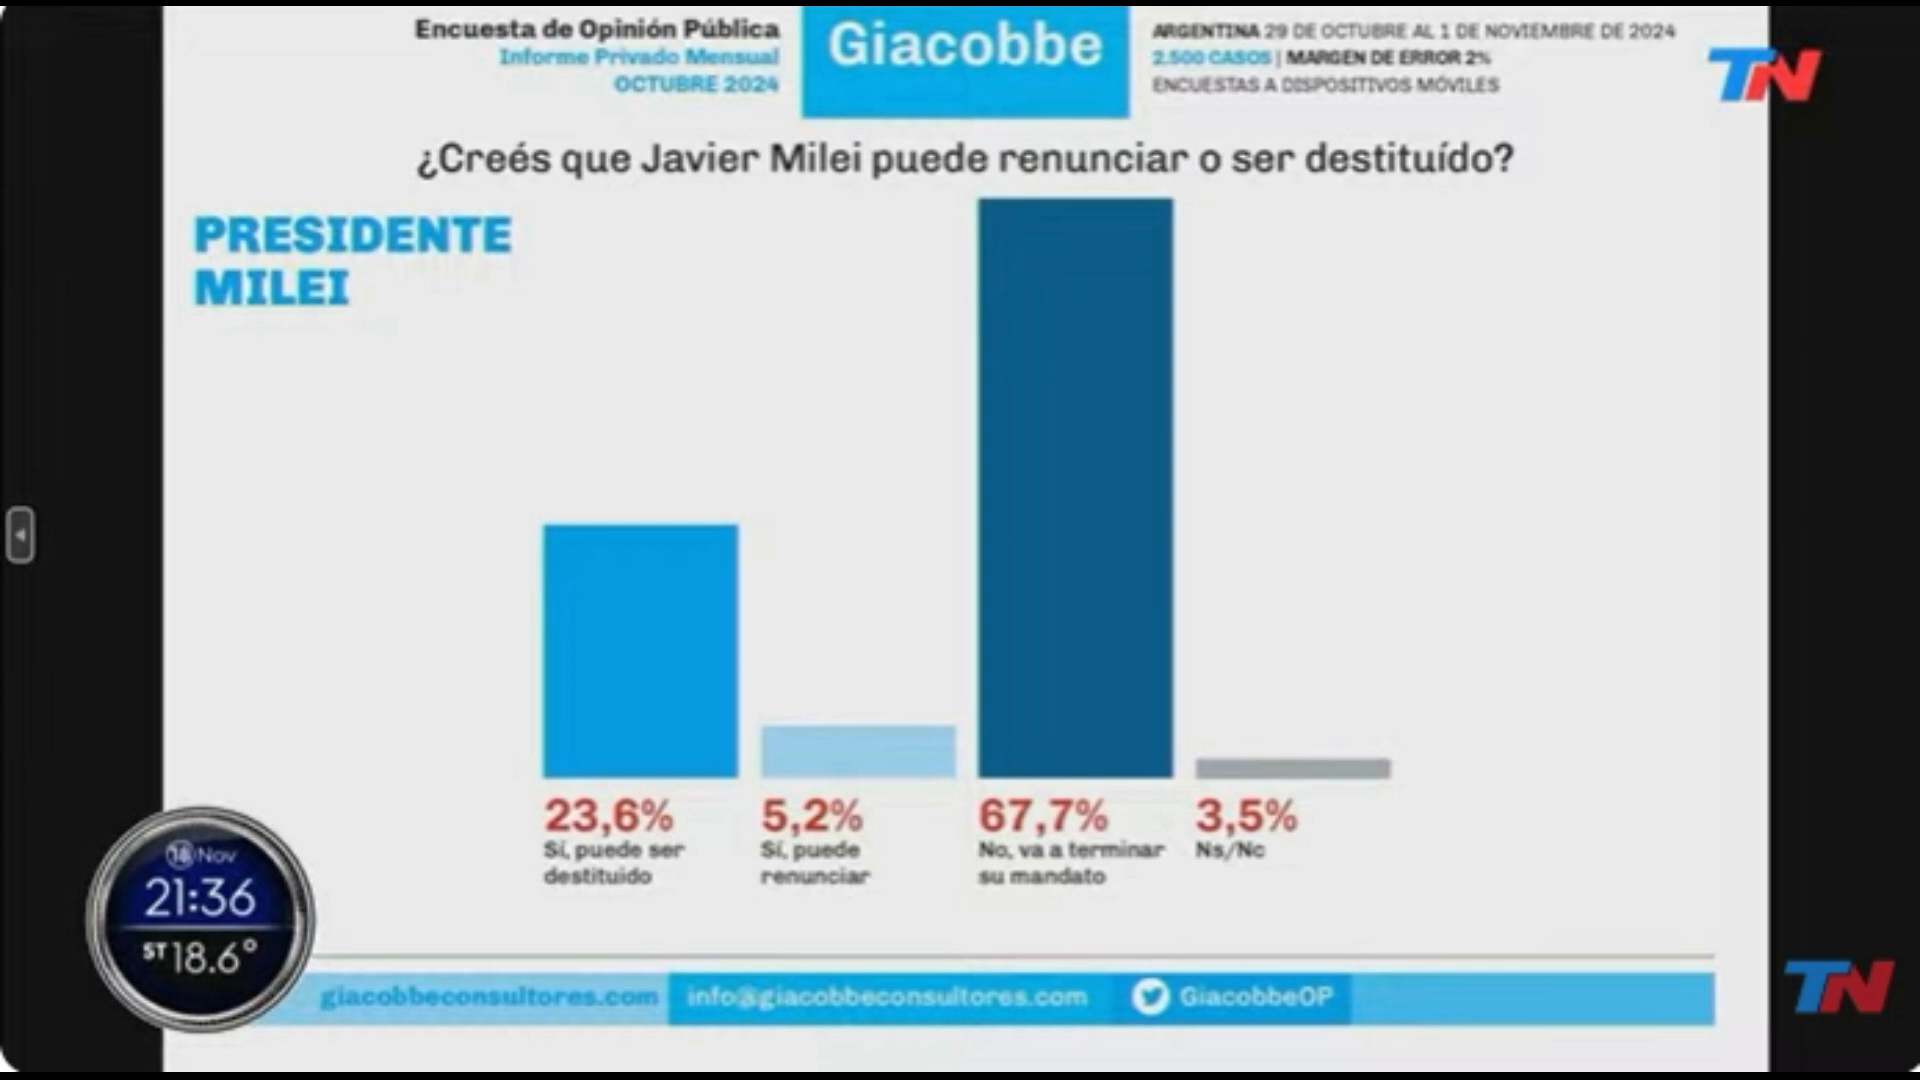 Encuesta de Opinión Pública
Informe Privado Mensual
OCTUBRE 2024
Giacobbe
ARGENTINA 29 DE OCTUBRE AL 1 DE NOVIEMBRE DE 2024
2.500 CASOS | MARGEN DE ERROR 2%
ENCUESTAS A DISPOSITIVOS MÓVILES
TN
¿Creés que Javier Milei puede renunciar o ser destituído?
PRESIDENTE
MILEI
23,6%
Sí, puede ser
destituido
5,2%
Sí, puede
renunciar
67,7%
No, va a terminar
su mandato
3,5%
Ns/Nc
Nov
21:36
ST 18.6°
giacobbeconsultores.com
info@giacobbeconsultores.com
GiacobbeOP
TN